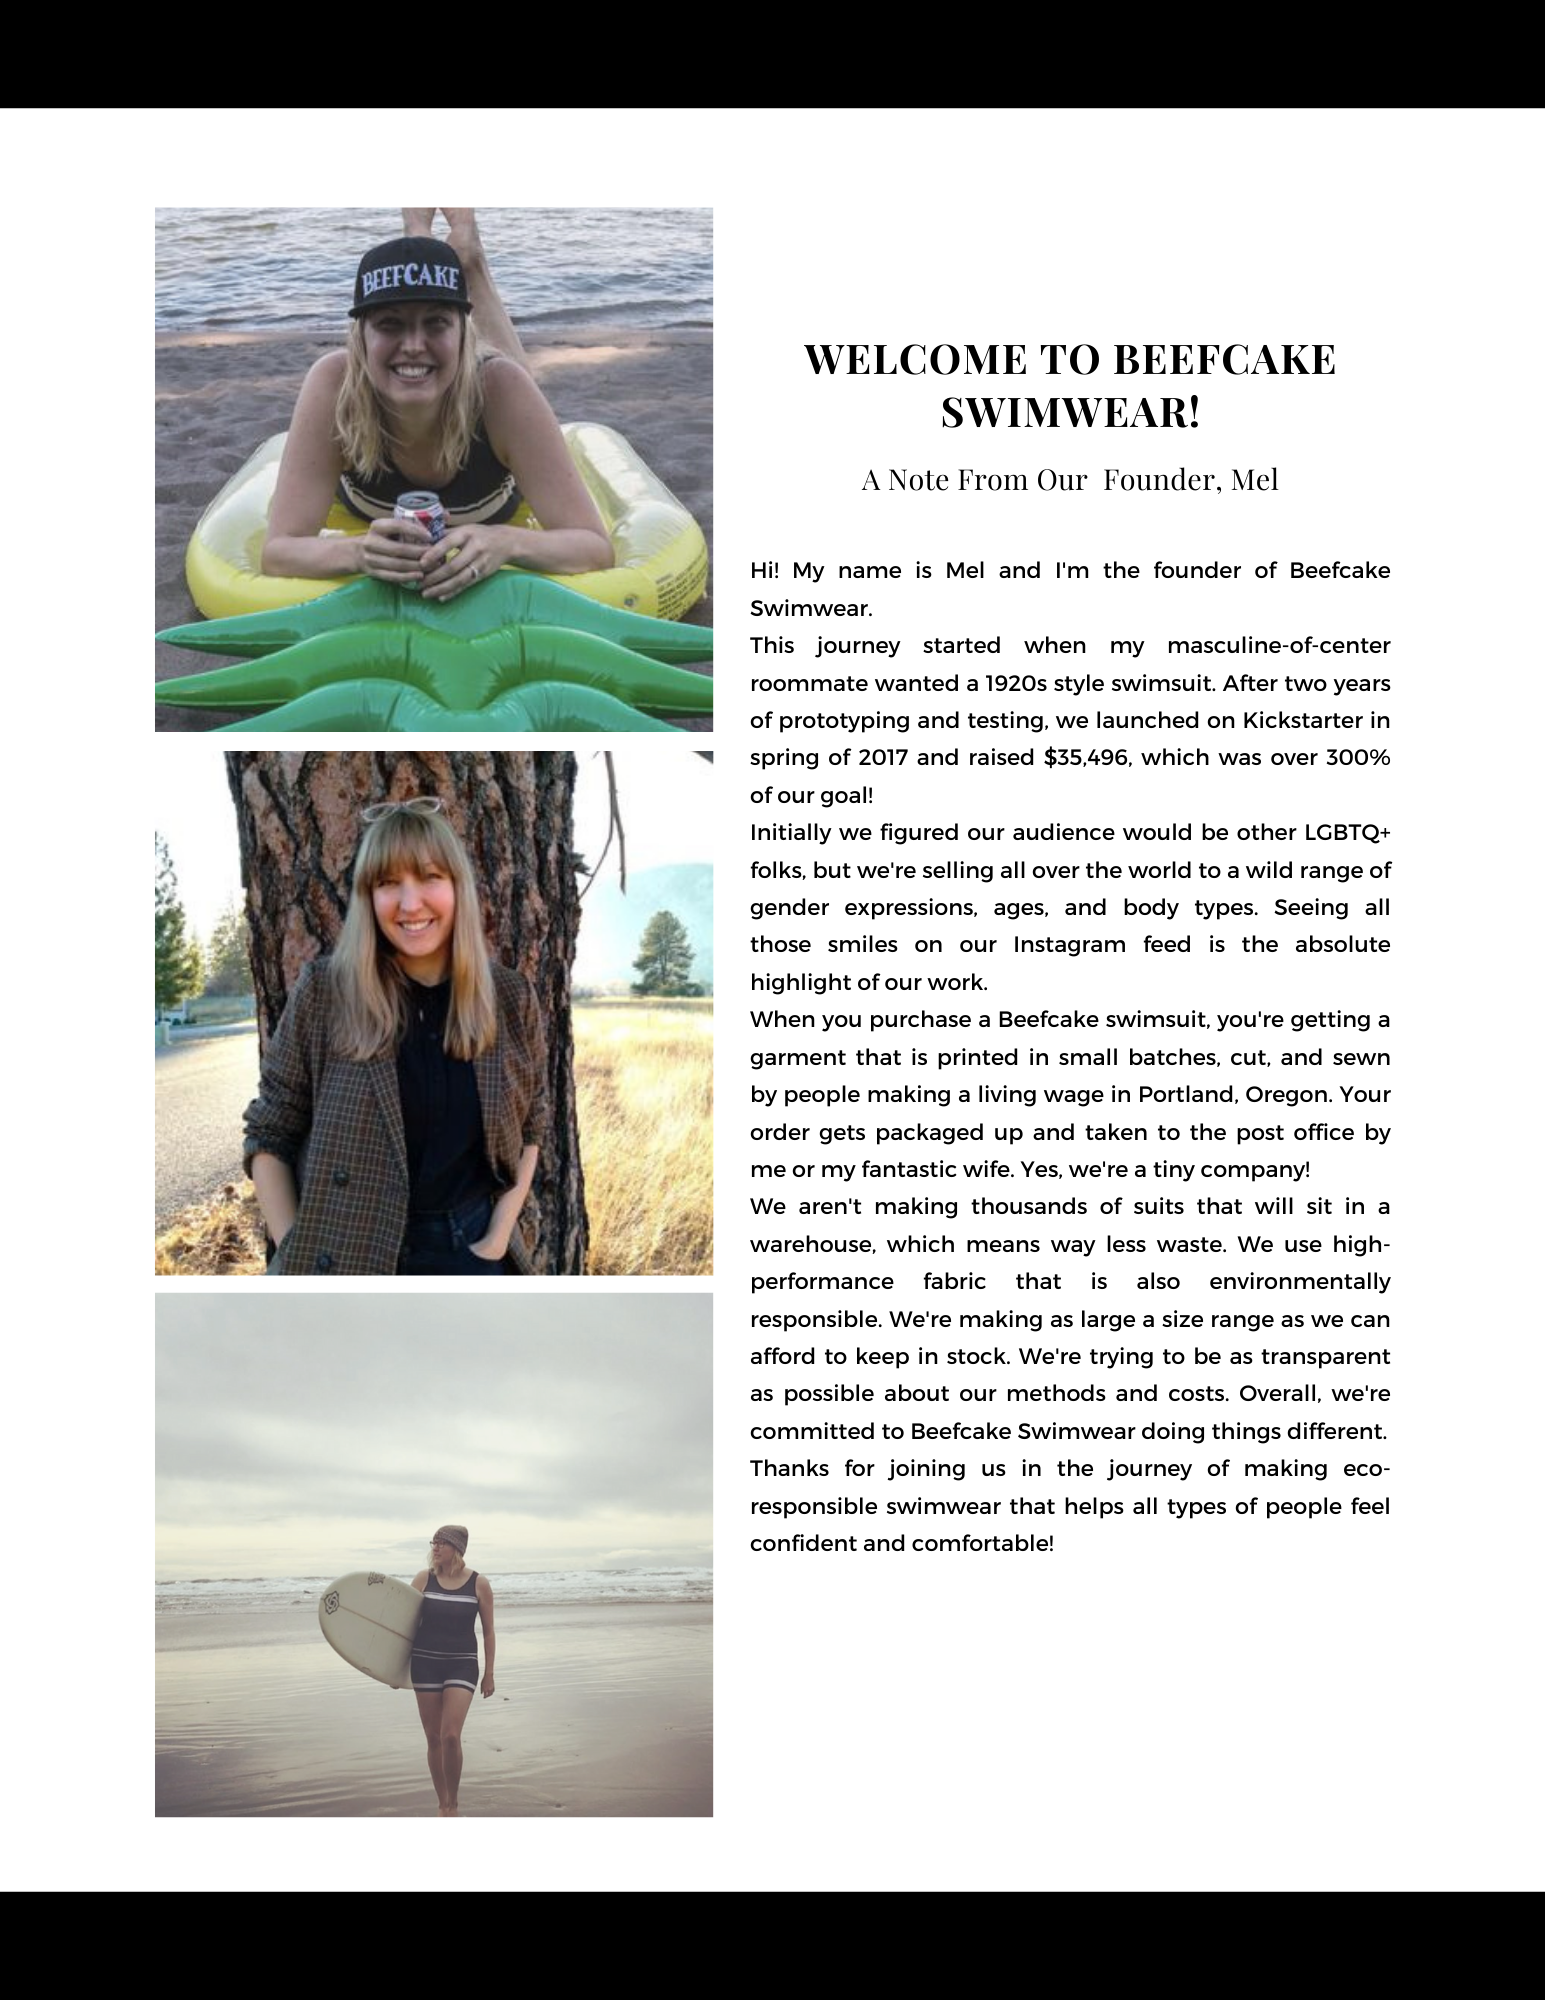 BEEFCAKE
WELCOME TO BEEFCAKE
SWIMWEAR!
A Note From Our Founder, Mel
Hi! My name is Mel and I'm the founder of Beefcake
Swimwear.
This journey started when my masculine-of-center
roommate wanted a 1920s style swimsuit. After two years
of prototyping and testing, we launched on Kickstarter in
spring of 2017 and raised $35,496, which was over 300%
of our goal!
Initially we figured our audience would be other LGBTQ+
folks, but we're selling all over the world to a wild range of
gender expressions, ages, and body types. Seeing all
those smiles on our Instagram feed is the absolute
highlight of our work.
When you purchase a Beefcake swimsuit, you're getting a
garment that is printed in small batches, cut, and sewn
by people making a living wage in Portland, Oregon. Your
order gets packaged up and taken to the post office by
me or my fantastic wife. Yes, we're a tiny company!
We aren't making thousands of suits that will sit in a
warehouse, which means way less waste. We use high-
performance fabric that is also environmentally
responsible. We're making as large a size range as we can
afford to keep in stock. We're trying to be as transparent
as possible about our methods and costs. Overall, we're
committed to Beefcake Swimwear doing things different.
Thanks for joining us in the journey of making eco-
responsible swimwear that helps all types of people feel
confident and comfortable!